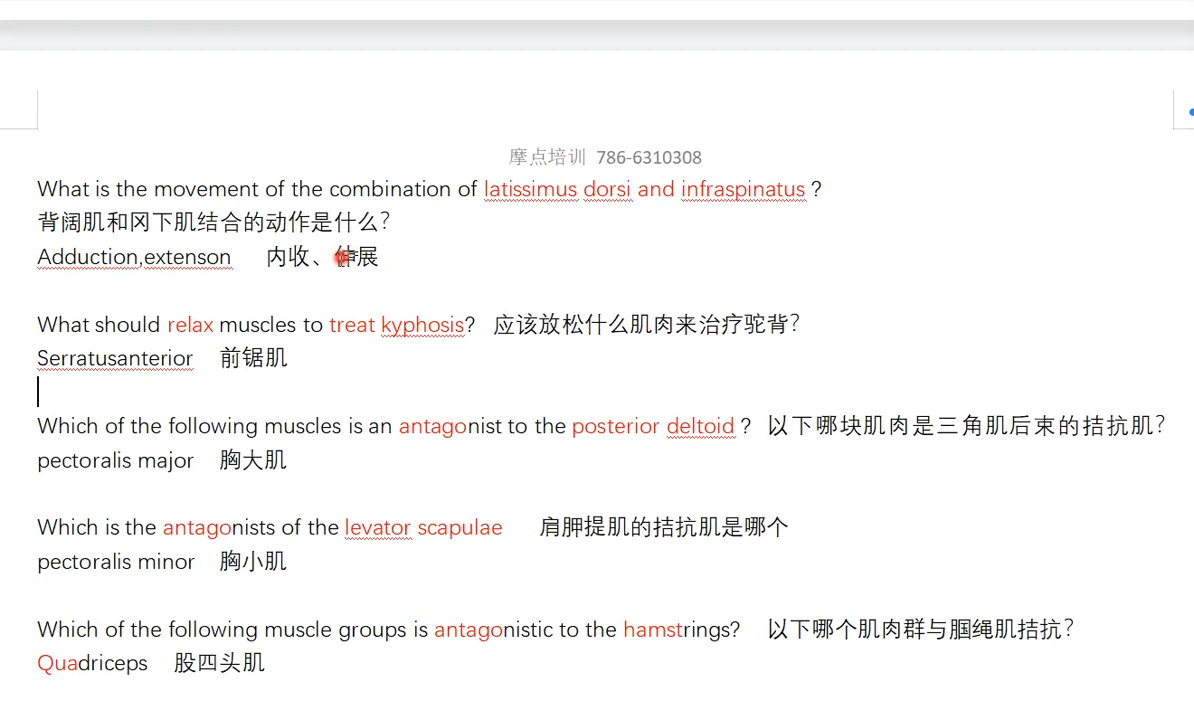 摩点培训 786-6310308
What is the movement of the combination of latissimus dorsi and infraspinatus ?
背阔肌和冈下肌结合的动作是什么?
Adduction,extenson 内收、伸展
What should relax muscles to treat kyphosis? 应该放松什么肌肉来治疗驼背?
Serratusanterior 前锯肌
Which of the following muscles is an antagonist to the posterior deltoid ? 以下哪块肌肉是三角肌后束的拮抗肌?
pectoralis major 胸大肌
Which is the antagonists of the levator scapulae 肩胛提肌的拮抗肌是哪个
pectoralis minor 胸小肌
Which of the following muscle groups is antagonistic to the hamstrings? 以下哪个肌肉群与腘绳肌拮抗?
Quadriceps 股四头肌